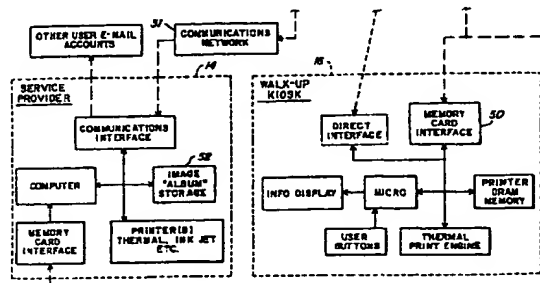 31
COMMUNICATIONS
NETWORK
OTHER USER E-MAIL
ACCOUNTS
14
SERVICE
PROVIDER
COMMUNICATIONS
INTERFACE
52
IMAGE
"ALBUM"
STORAGE
COMPUTER
MEMORY
CARD
INTERFACE
PRINTER(S)
THERMAL, INK JET
ETC.
16
WALK-UP
KIOSK
DIRECT
INTERFACE
MEMORY
CARD
INTERFACE
50
INFO DISPLAY
MICRO
PRINTER
DRAM
MEMORY
USER
BUTTONS
THERMAL
PRINT ENGINE